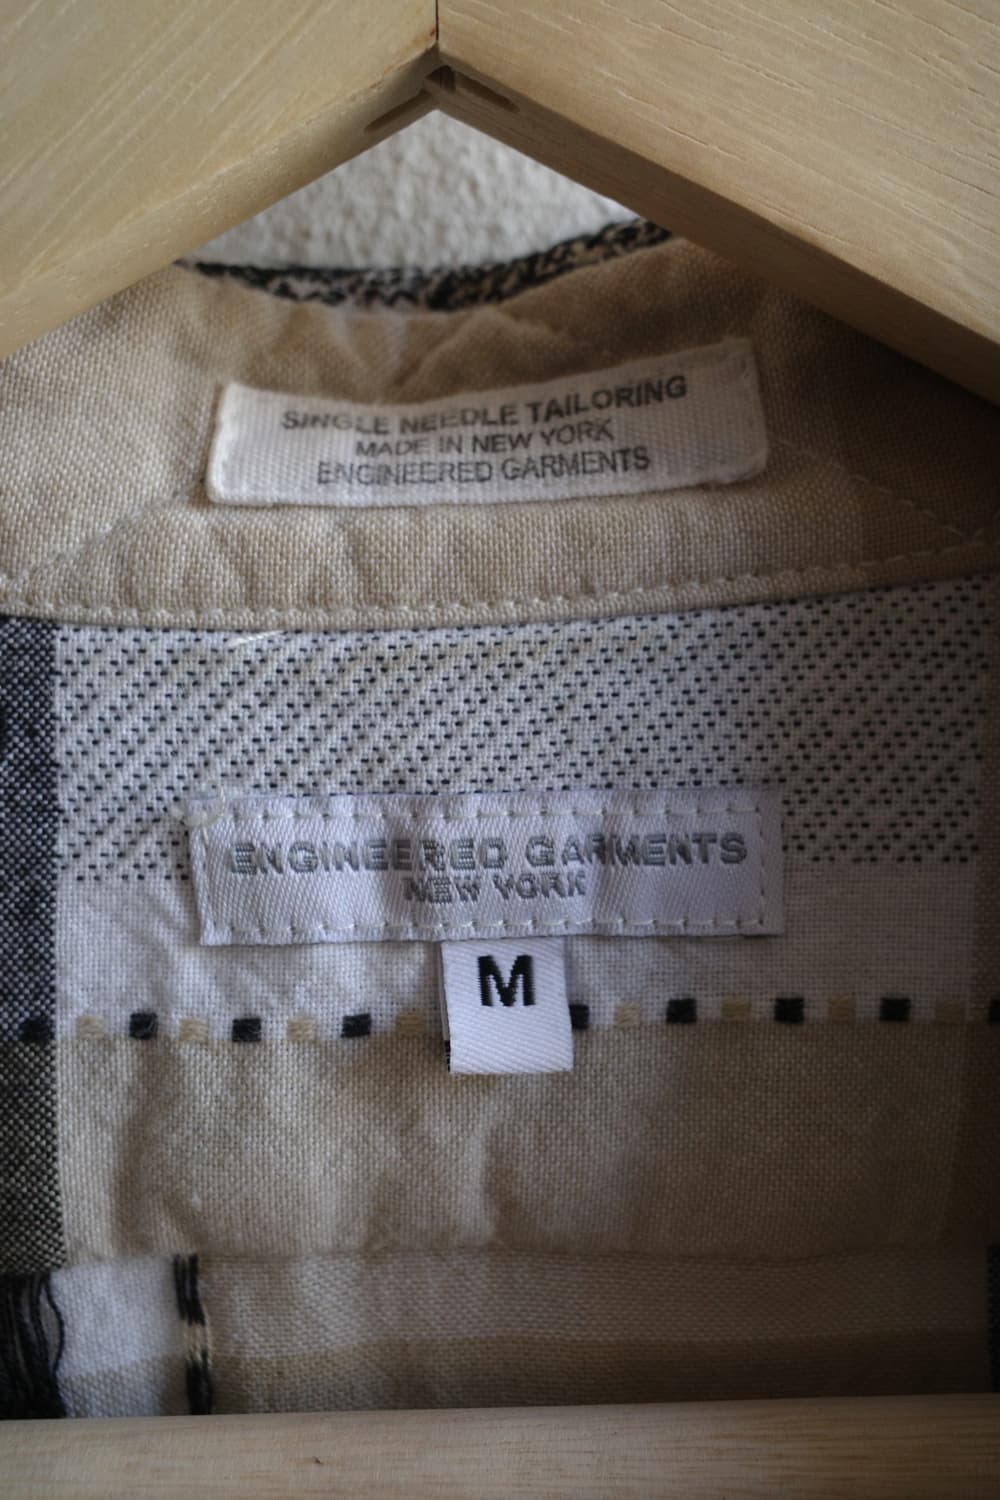 SINGLE NEEDLE TAILORING
MADE IN NEW YORK
ENGINEERED GARMENTS
ENGINEERED GARMENTS
NEW YORK
M